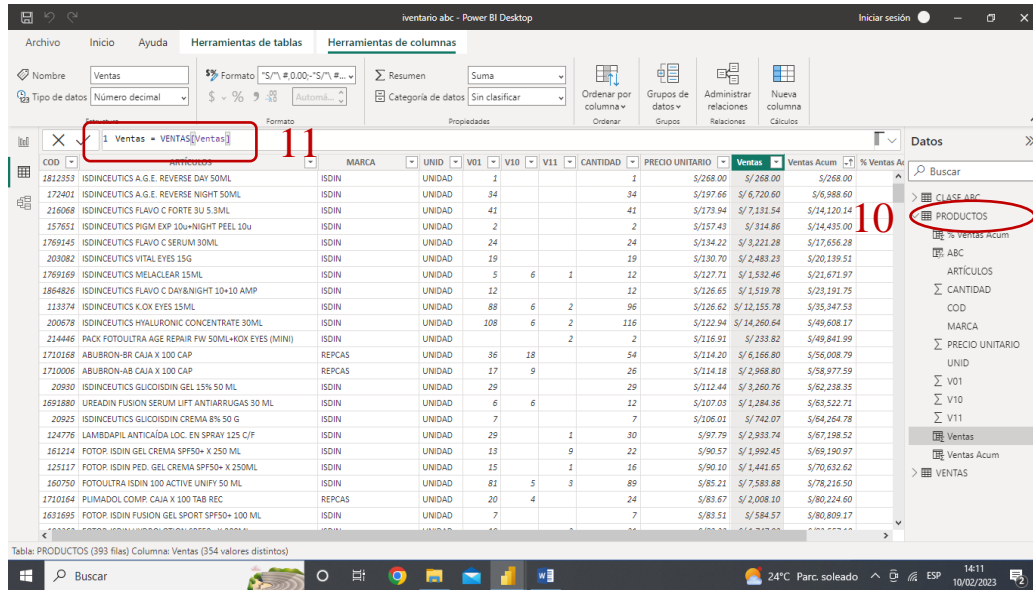 iventario abc - Power BI Desktop
Iniciar sesión
Archivo Inicio Ayuda Herramientas de tablas Herramientas de columnas
Nombre Ventas
Formato "S/"\ #,0.00;-"S/"\ #...
Resumen Suma
Tipo de datos Número decimal
$ % 9 Automá...
Categoría de datos Sin clasificar
Ordenar por columna
Grupos de datos
Administrar relaciones
Nueva columna
Estructura Formato Propiedades Ordenar Grupos Relaciones Cálculos
1 Ventas = VENTAS[Ventas]
11
COD ARTÍCULOS MARCA UNID V01 V10 V11 CANTIDAD PRECIO UNITARIO Ventas Ventas Acum % Ventas Ac
1812353 ISDINCEUTICS A.G.E. REVERSE DAY 50ML ISDIN UNIDAD 1 1 S/268.00 S/ 268.00 S/268.00
172401 ISDINCEUTICS A.G.E. REVERSE NIGHT 50ML ISDIN UNIDAD 34 34 S/197.66 S/ 6,720.60 S/6,988.60
216068 ISDINCEUTICS FLAVO C FORTE 3U 5.3ML ISDIN UNIDAD 41 41 S/173.94 S/ 7,131.54 S/14,120.14
157651 ISDINCEUTICS PIGM EXP 10u+NIGHT PEEL 10u ISDIN UNIDAD 2 2 S/157.43 S/ 314.86 S/14,435.00
1769145 ISDINCEUTICS FLAVO C SERUM 30ML ISDIN UNIDAD 24 24 S/134.22 S/ 3,221.28 S/17,656.28
203082 ISDINCEUTICS VITAL EYES 15G ISDIN UNIDAD 19 19 S/130.70 S/ 2,483.23 S/20,139.51
1769169 ISDINCEUTICS MELACLEAR 15ML ISDIN UNIDAD 5 6 1 12 S/127.71 S/ 1,532.46 S/21,671.97
1864826 ISDINCEUTICS FLAVO C DAY&NIGHT 10+10 AMP ISDIN UNIDAD 12 12 S/126.65 S/ 1,519.78 S/23,191.75
113374 ISDINCEUTICS K.OX EYES 15ML ISDIN UNIDAD 88 6 2 96 S/126.62 S/ 12,155.78 S/35,347.53
200678 ISDINCEUTICS HYALURONIC CONCENTRATE 30ML ISDIN UNIDAD 108 6 2 116 S/122.94 S/ 14,260.64 S/49,608.17
214446 PACK FOTOULTRA AGE REPAIR FW 50ML+KOX EYES (MINI) ISDIN UNIDAD 2 2 S/116.91 S/ 233.82 S/49,841.99
1710168 ABUBRON-BR CAJA X 100 CAP REPCAS UNIDAD 36 18 54 S/114.20 S/ 6,166.80 S/56,008.79
1710006 ABUBRON-AB CAJA X 100 CAP REPCAS UNIDAD 17 9 26 S/114.18 S/ 2,968.80 S/58,977.59
20930 ISDINCEUTICS GLICOISDIN GEL 15% 50 ML ISDIN UNIDAD 29 29 S/112.44 S/ 3,260.76 S/62,238.35
1691880 UREADIN FUSION SERUM LIFT ANTIARRUGAS 30 ML ISDIN UNIDAD 6 6 12 S/107.03 S/ 1,284.36 S/63,522.71
20925 ISDINCEUTICS GLICOISDIN CREMA 8% 50 G ISDIN UNIDAD 7 7 S/106.01 S/ 742.07 S/64,264.78
124776 LAMBDAPIL ANTICAÍDA LOC. EN SPRAY 125 C/F ISDIN UNIDAD 29 1 30 S/97.79 S/ 2,933.74 S/67,198.52
161214 FOTOP. ISDIN GEL CREMA SPF50+ X 250 ML ISDIN UNIDAD 13 9 22 S/90.57 S/ 1,992.45 S/69,190.97
125117 FOTOP. ISDIN PED. GEL CREMA SPF50+ X 250ML ISDIN UNIDAD 15 1 16 S/90.10 S/ 1,441.65 S/70,632.62
160750 FOTOULTRA ISDIN 100 ACTIVE UNIFY 50 ML ISDIN UNIDAD 81 5 3 89 S/85.21 S/ 7,583.88 S/78,216.50
1710164 PLIMADOL COMP. CAJA X 100 TAB REC REPCAS UNIDAD 20 4 24 S/83.67 S/ 2,008.10 S/80,224.60
1631695 FOTOP. ISDIN FUSION GEL SPORT SPF50+ 100 ML ISDIN UNIDAD 7 7 S/83.51 S/ 584.57 S/80,809.17
Datos
Buscar
CLASE ABC
10
PRODUCTOS
% Ventas Acum
ABC
ARTÍCULOS
CANTIDAD
COD
MARCA
PRECIO UNITARIO
UNID
V01
V10
V11
Ventas
Ventas Acum
VENTAS
Tabla: PRODUCTOS (393 filas) Columna: Ventas (354 valores distintos)
Buscar
24°C Parc. soleado ESP 14:11
10/02/2023
2